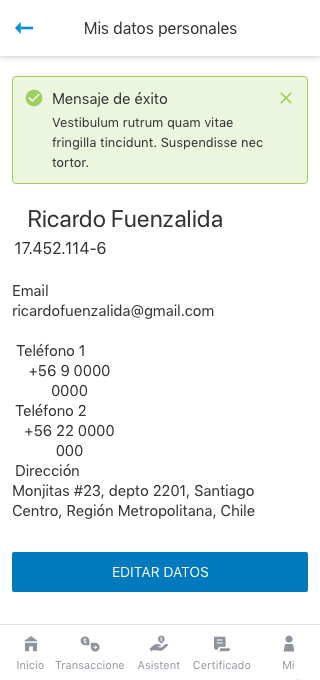 Mis datos personales
Mensaje de éxito
Vestibulum rutrum quam vitae
fringilla tincidunt. Suspendisse nec
tortor.
Ricardo Fuenzalida
17.452.114-6
Email
ricardofuenzalida@gmail.com
Teléfono 1
+56 9 0000
0000
Teléfono 2
+56 22 0000
000
Dirección
Monjitas #23, depto 2201, Santiago
Centro, Región Metropolitana, Chile
EDITAR DATOS
Inicio Transaccione Asistent Certificado Mi